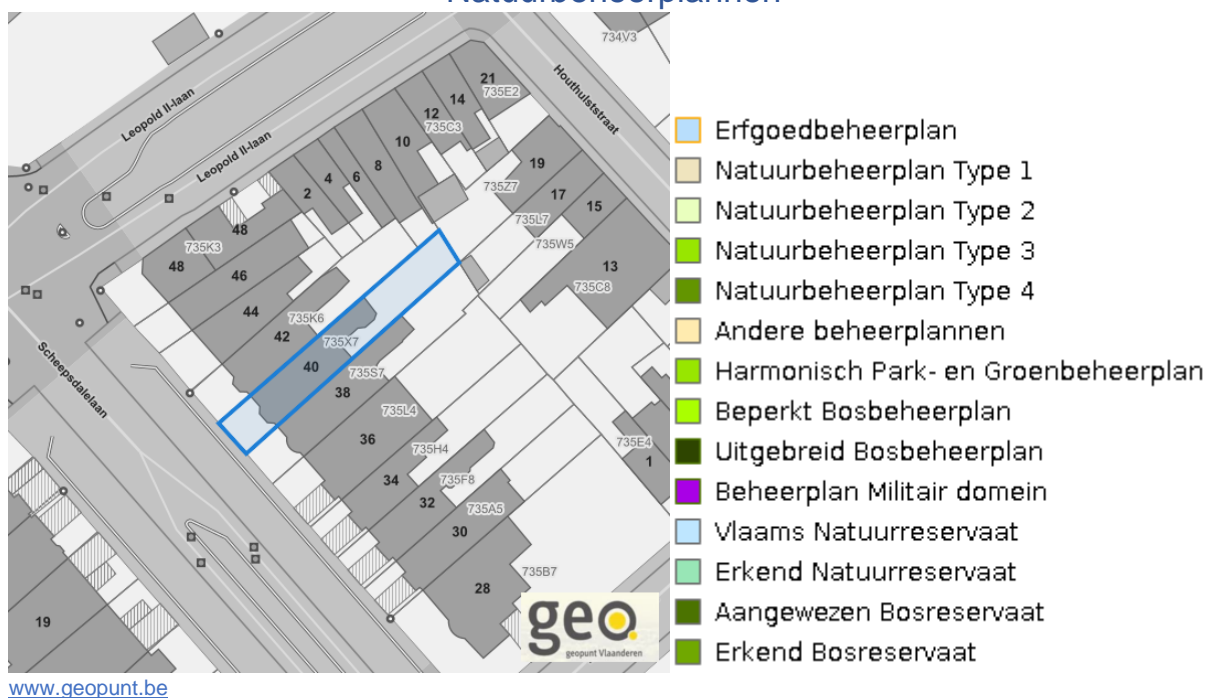 Natuurbeheerplannen
734V3
Houthulststraat
21
735E2
14
12
735C3
10
Leopold II-laan
Leopold II-laan
8
6
4
2
19
17
15
735Z7
735L7
735W5
13
735C8
48
735K3
48
46
44
735K6
42
735X7
40
735S7
38
735L4
36
735H4
34
735F8
32
735A5
30
735B7
28
735E4
1
Scheepsdalelaan
19
geo.
geopunt Vlaanderen
Erfgoedbeheerplan
Natuurbeheerplan Type 1
Natuurbeheerplan Type 2
Natuurbeheerplan Type 3
Natuurbeheerplan Type 4
Andere beheerplannen
Harmonisch Park- en Groenbeheerplan
Beperkt Bosbeheerplan
Uitgebreid Bosbeheerplan
Beheerplan Militair domein
Vlaams Natuurreservaat
Erkend Natuurreservaat
Aangewezen Bosreservaat
Erkend Bosreservaat
www.geopunt.be